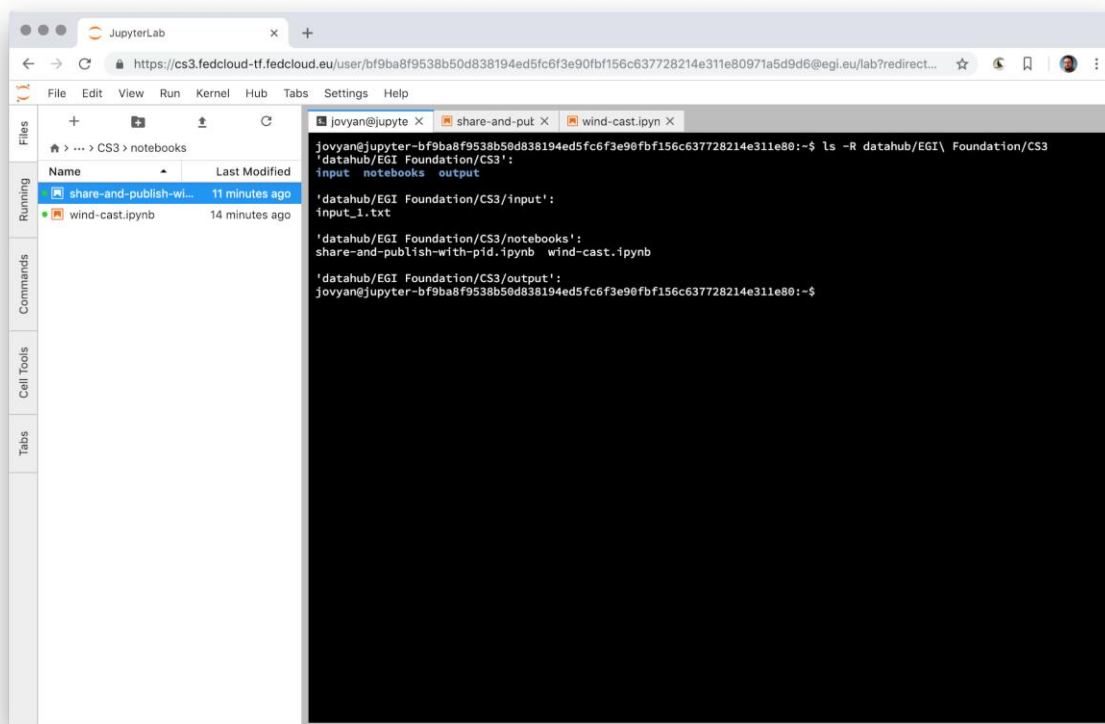 JupyterLab
https://cs3.fedcloud-tf.fedcloud.eu/user/bf9ba8f9538b50d838194ed5fc6f3e90fbf156c637728214e311e80971a5d9d6@egi.eu/lab?redirect...
File Edit View Run Kernel Hub Tabs Settings Help
Files
Running
Commands
Cell Tools
Tabs
> ... > CS3 > notebooks
Name Last Modified
share-and-publish-wi... 11 minutes ago
wind-cast.ipynb 14 minutes ago
jovyan@jupyte share-and-put wind-cast.ipyn
jovyan@jupyter-bf9ba8f9538b50d838194ed5fc6f3e90fbf156c637728214e311e80:~$ ls -R datahub/EGI\ Foundation/CS3
'datahub/EGI Foundation/CS3':
input notebooks output
'datahub/EGI Foundation/CS3/input':
input_1.txt
'datahub/EGI Foundation/CS3/notebooks':
share-and-publish-with-pid.ipynb wind-cast.ipynb
'datahub/EGI Foundation/CS3/output':
jovyan@jupyter-bf9ba8f9538b50d838194ed5fc6f3e90fbf156c637728214e311e80:~$